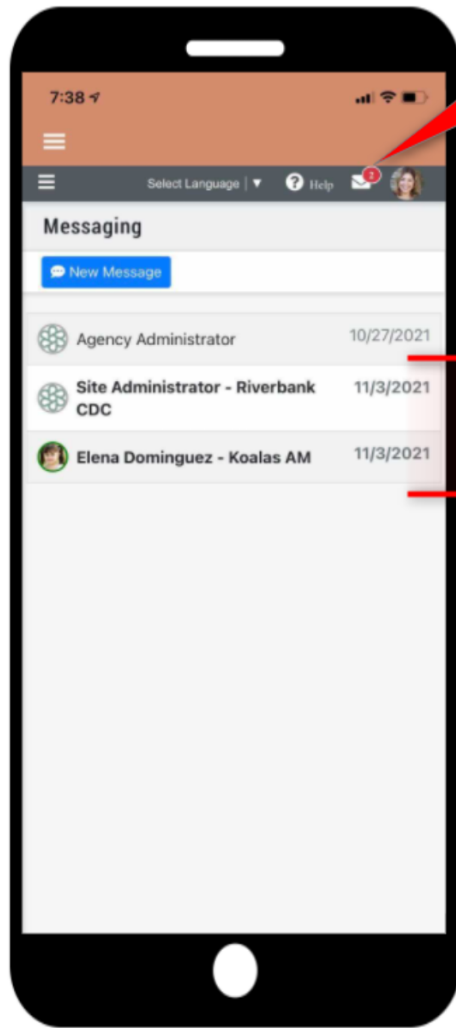 7:38
Select Language | ▼ Help 2
Messaging
New Message
Agency Administrator 10/27/2021
Site Administrator - Riverbank 11/3/2021
CDC
Elena Dominguez - Koalas AM 11/3/2021